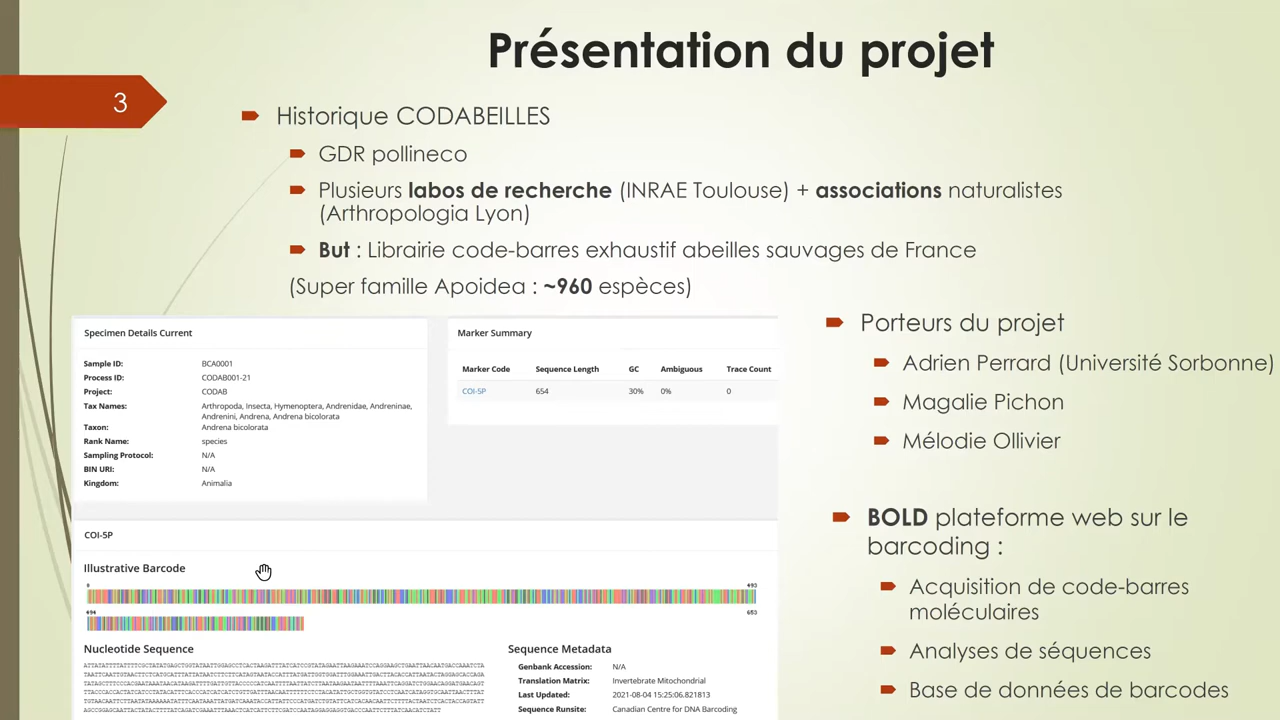 Présentation du projet
3
Historique CODABEILLES
GDR pollineco
Plusieurs labos de recherche (INRAE Toulouse) + associations naturalistes
(Arthropologia Lyon)
But : Librairie code-barres exhaustif abeilles sauvages de France
(Super famille Apoidea : ~960 espèces)
Specimen Details Current
Sample ID: BCA0001
Process ID: CODAB001-21
Project: CODAB
Tax Names: Arthropoda, Insecta, Hymenoptera, Andrenidae, Andreninae,
Andrenini, Andrena, Andrena bicolorata
Taxon: Andrena bicolorata
Rank Name: species
Sampling Protocol: N/A
BIN URI: N/A
Kingdom: Animalia
Marker Summary
Marker Code Sequence Length GC Ambiguous Trace Count
COI-5P 654 30% 0% 0
COI-5P
Illustrative Barcode
0 493
494 653
Nucleotide Sequence
Sequence Metadata
Genbank Accession: N/A
Translation Matrix: Invertebrate Mitochondrial
Last Updated: 2021-08-04 15:25:06.821813
Sequence Runsite: Canadian Centre for DNA Barcoding
Porteurs du projet
Adrien Perrard (Université Sorbonne)
Magalie Pichon
Mélodie Ollivier
BOLD plateforme web sur le
barcoding :
Acquisition de code-barres
moléculaires
Analyses de séquences
Base de données de barcodes